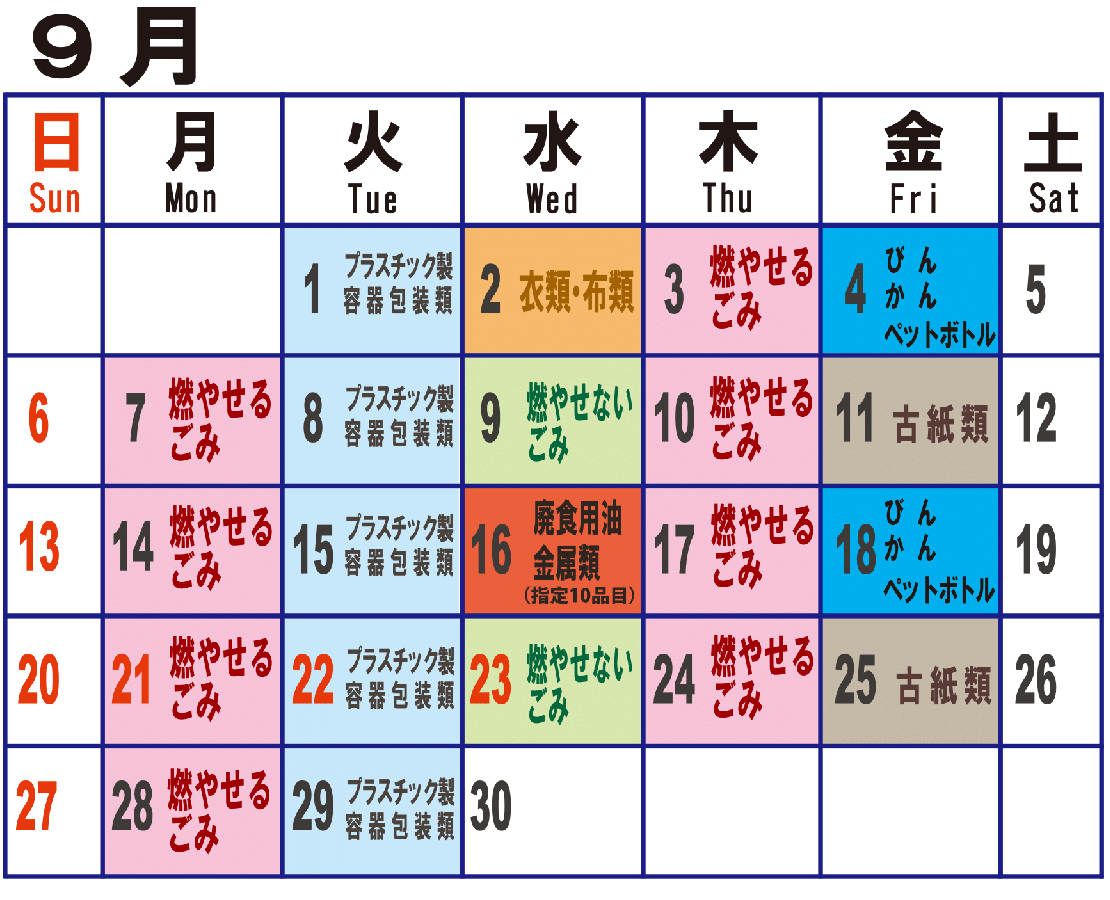 9月
日 月 火 水 木 金 土
Sun Mon Tue Wed Thu Fri Sat
1 プラスチック製
容器包装類
2 衣類・布類
3 燃やせる
ごみ
4 びん
かん
ペットボトル
5
6
7 燃やせる
ごみ
8 プラスチック製
容器包装類
9 燃やせない
ごみ
10 燃やせる
ごみ
11 古紙類
12
13
14 燃やせる
ごみ
15 プラスチック製
容器包装類
16 廃食用油
金属類
(指定10品目)
17 燃やせる
ごみ
18 びん
かん
ペットボトル
19
20
21 燃やせる
ごみ
22 プラスチック製
容器包装類
23 燃やせない
ごみ
24 燃やせる
ごみ
25 古紙類
26
27
28 燃やせる
ごみ
29 プラスチック製
容器包装類
30